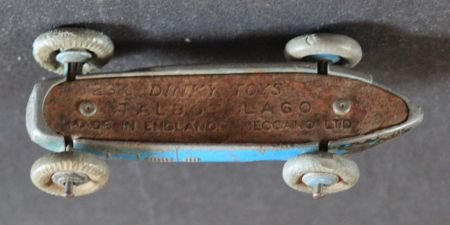 23K DINKY TOYS
TALBOT LAGO
MADE IN ENGLAND MECCANO LTD